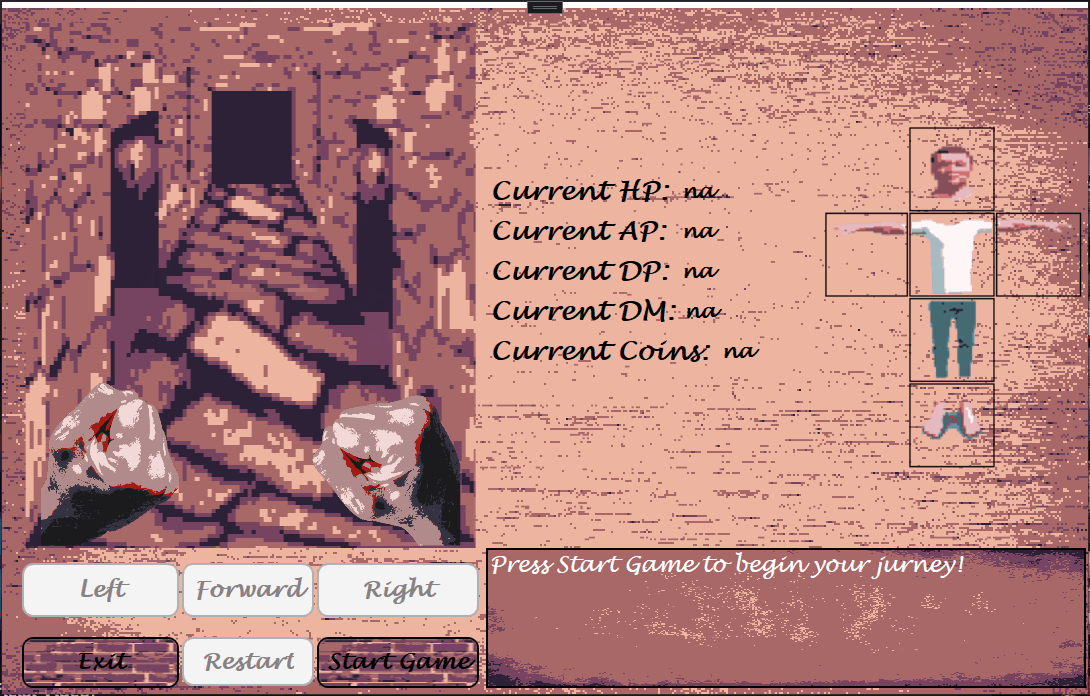 Current HP: na
Current AP: na
Current DP: na
Current DM: na
Current Coins: na
Press Start Game to begin your jurney!
Left Forward Right
Exit Restart Start Game